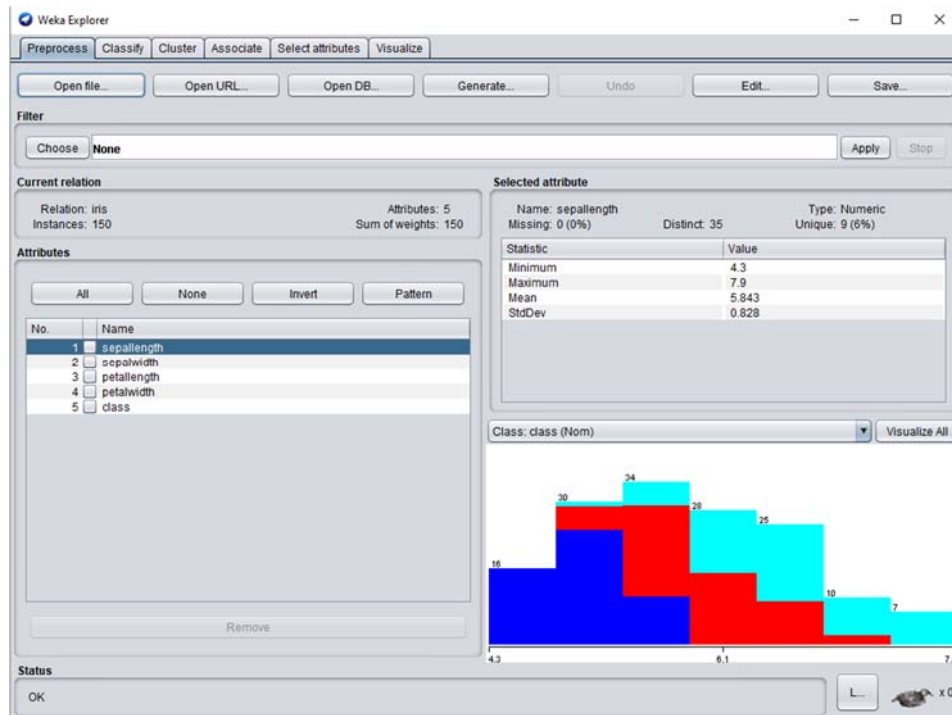 Weka Explorer
Preprocess Classify Cluster Associate Select attributes Visualize
Open file... Open URL... Open DB... Generate... Undo Edit... Save...
Filter
Choose None Apply Stop
Current relation
Relation: iris Attributes: 5
Instances: 150 Sum of weights: 150
Attributes
All None Invert Pattern
No. Name
1 sepallength
2 sepalwidth
3 petallength
4 petalwidth
5 class
Remove
Selected attribute
Name: sepallength Type: Numeric
Missing: 0 (0%) Distinct: 35 Unique: 9 (6%)
Statistic Value
Minimum 4.3
Maximum 7.9
Mean 5.843
StdDev 0.828
Class: class (Nom) Visualize All
16 30 34 28 25 10 7
4.3 6.1 7.
Status
OK L... x 0